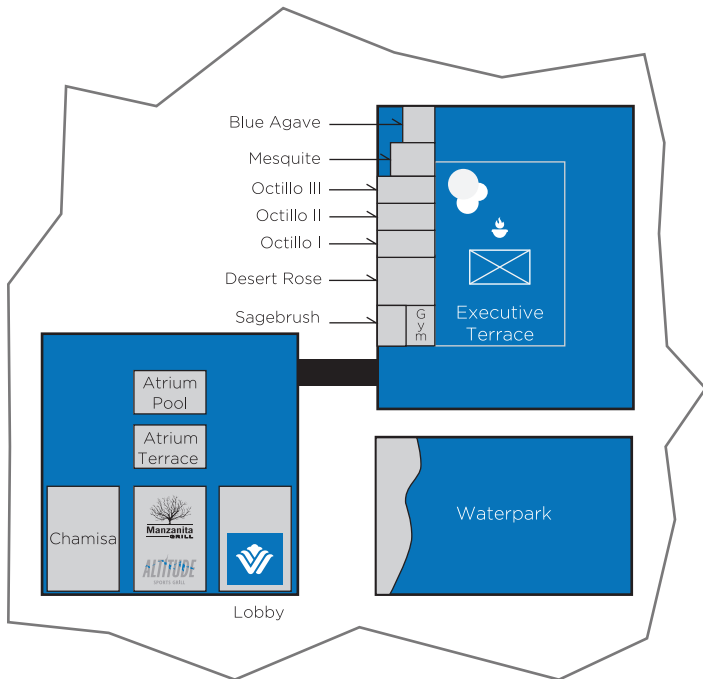 Blue Agave
Mesquite
Octillo III
Octillo II
Octillo I
Desert Rose
Sagebrush
Gym
Executive
Terrace
Atrium
Pool
Atrium
Terrace
Chamisa
Manzanita
GRILL
ALTITUDE
SPORTS GRILL
Lobby
Waterpark